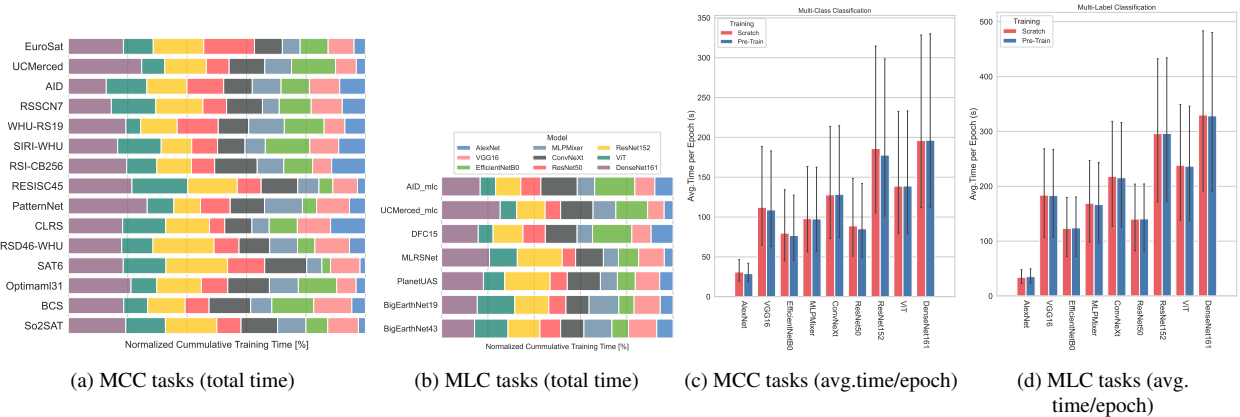 EuroSat
UCMerced
AID
RSSCN7
WHU-RS19
SIRI-WHU
RSI-CB256
RESISC45
PatternNet
CLRS
RSD46-WHU
SAT6
Optimaml31
BCS
So2SAT
Normalized Cummulative Training Time [%]
(a) MCC tasks (total time)
Model
AlexNet MLPMixer ResNet152
VGG16 ConvNeXt ViT
EfficientNetB0 ResNet50 DenseNet161
AID_mlc
UCMerced_mlc
DFC15
MLRSNet
PlanetUAS
BigEarthNet19
BigEarthNet43
Normalized Cummulative Training Time [%]
(b) MLC tasks (total time)
Multi-Class Classification
Training
Scratch
Pre-Train
Avg.Time per Epoch (s)
350
300
250
200
150
100
50
0
AlexNet
VGG16
EfficientNetB0
MLPMixer
ConvNeXt
ResNet50
ResNet152
ViT
DenseNet161
(c) MCC tasks (avg.time/epoch)
Multi-Label Classification
Training
Scratch
Pre-Train
Avg.Time per Epoch (s)
500
400
300
200
100
0
AlexNet
VGG16
EfficientNetB0
MLPMixer
ConvNeXt
ResNet50
ResNet152
ViT
DenseNet161
(d) MLC tasks (avg.
time/epoch)